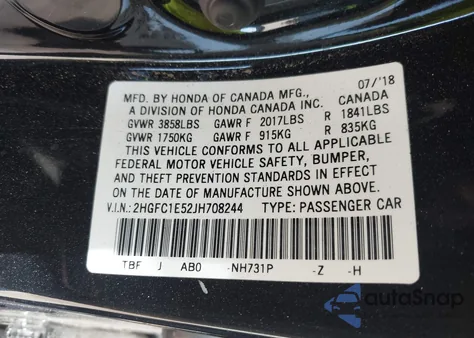 MFD. BY HONDA OF CANADA MFG., 07/'18
A DIVISION OF HONDA CANADA INC. CANADA
GVWR 3858LBS GAWR F 2017LBS R 1841LBS
GVWR 1750KG GAWR F 915KG R 835KG
THIS VEHICLE CONFORMS TO ALL APPLICABLE
FEDERAL MOTOR VEHICLE SAFETY, BUMPER,
AND THEFT PREVENTION STANDARDS IN EFFECT
ON THE DATE OF MANUFACTURE SHOWN ABOVE.
V.I.N.: 2HGFC1E52JH708244 TYPE: PASSENGER CAR
TBF J AB0 -NH731P -Z -H
autoSnap